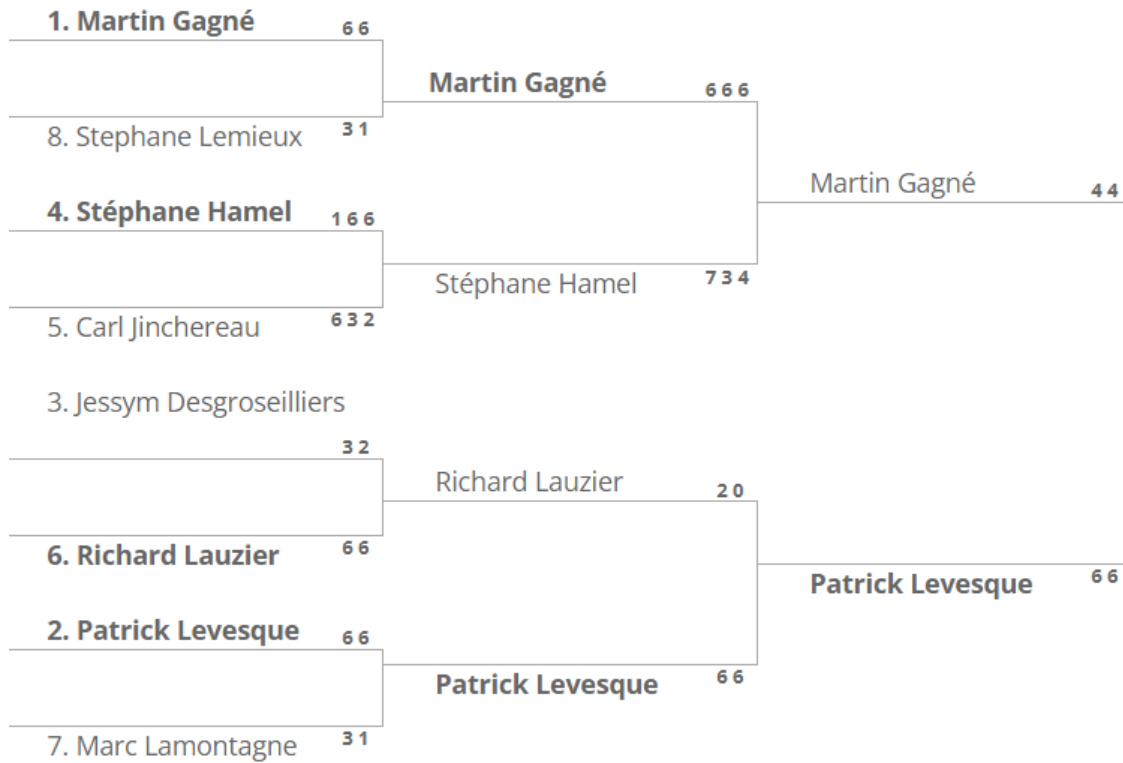 1. Martin Gagné 6 6
Martin Gagné 6 6 6
8. Stephane Lemieux 3 1
Martin Gagné 4 4
4. Stéphane Hamel 1 6 6
Stéphane Hamel 7 3 4
5. Carl Jinchereau 6 3 2
3. Jessym Desgroseilliers
3 2
Richard Lauzier 2 0
6. Richard Lauzier 6 6
Patrick Levesque 6 6
2. Patrick Levesque 6 6
Patrick Levesque 6 6
7. Marc Lamontagne 3 1